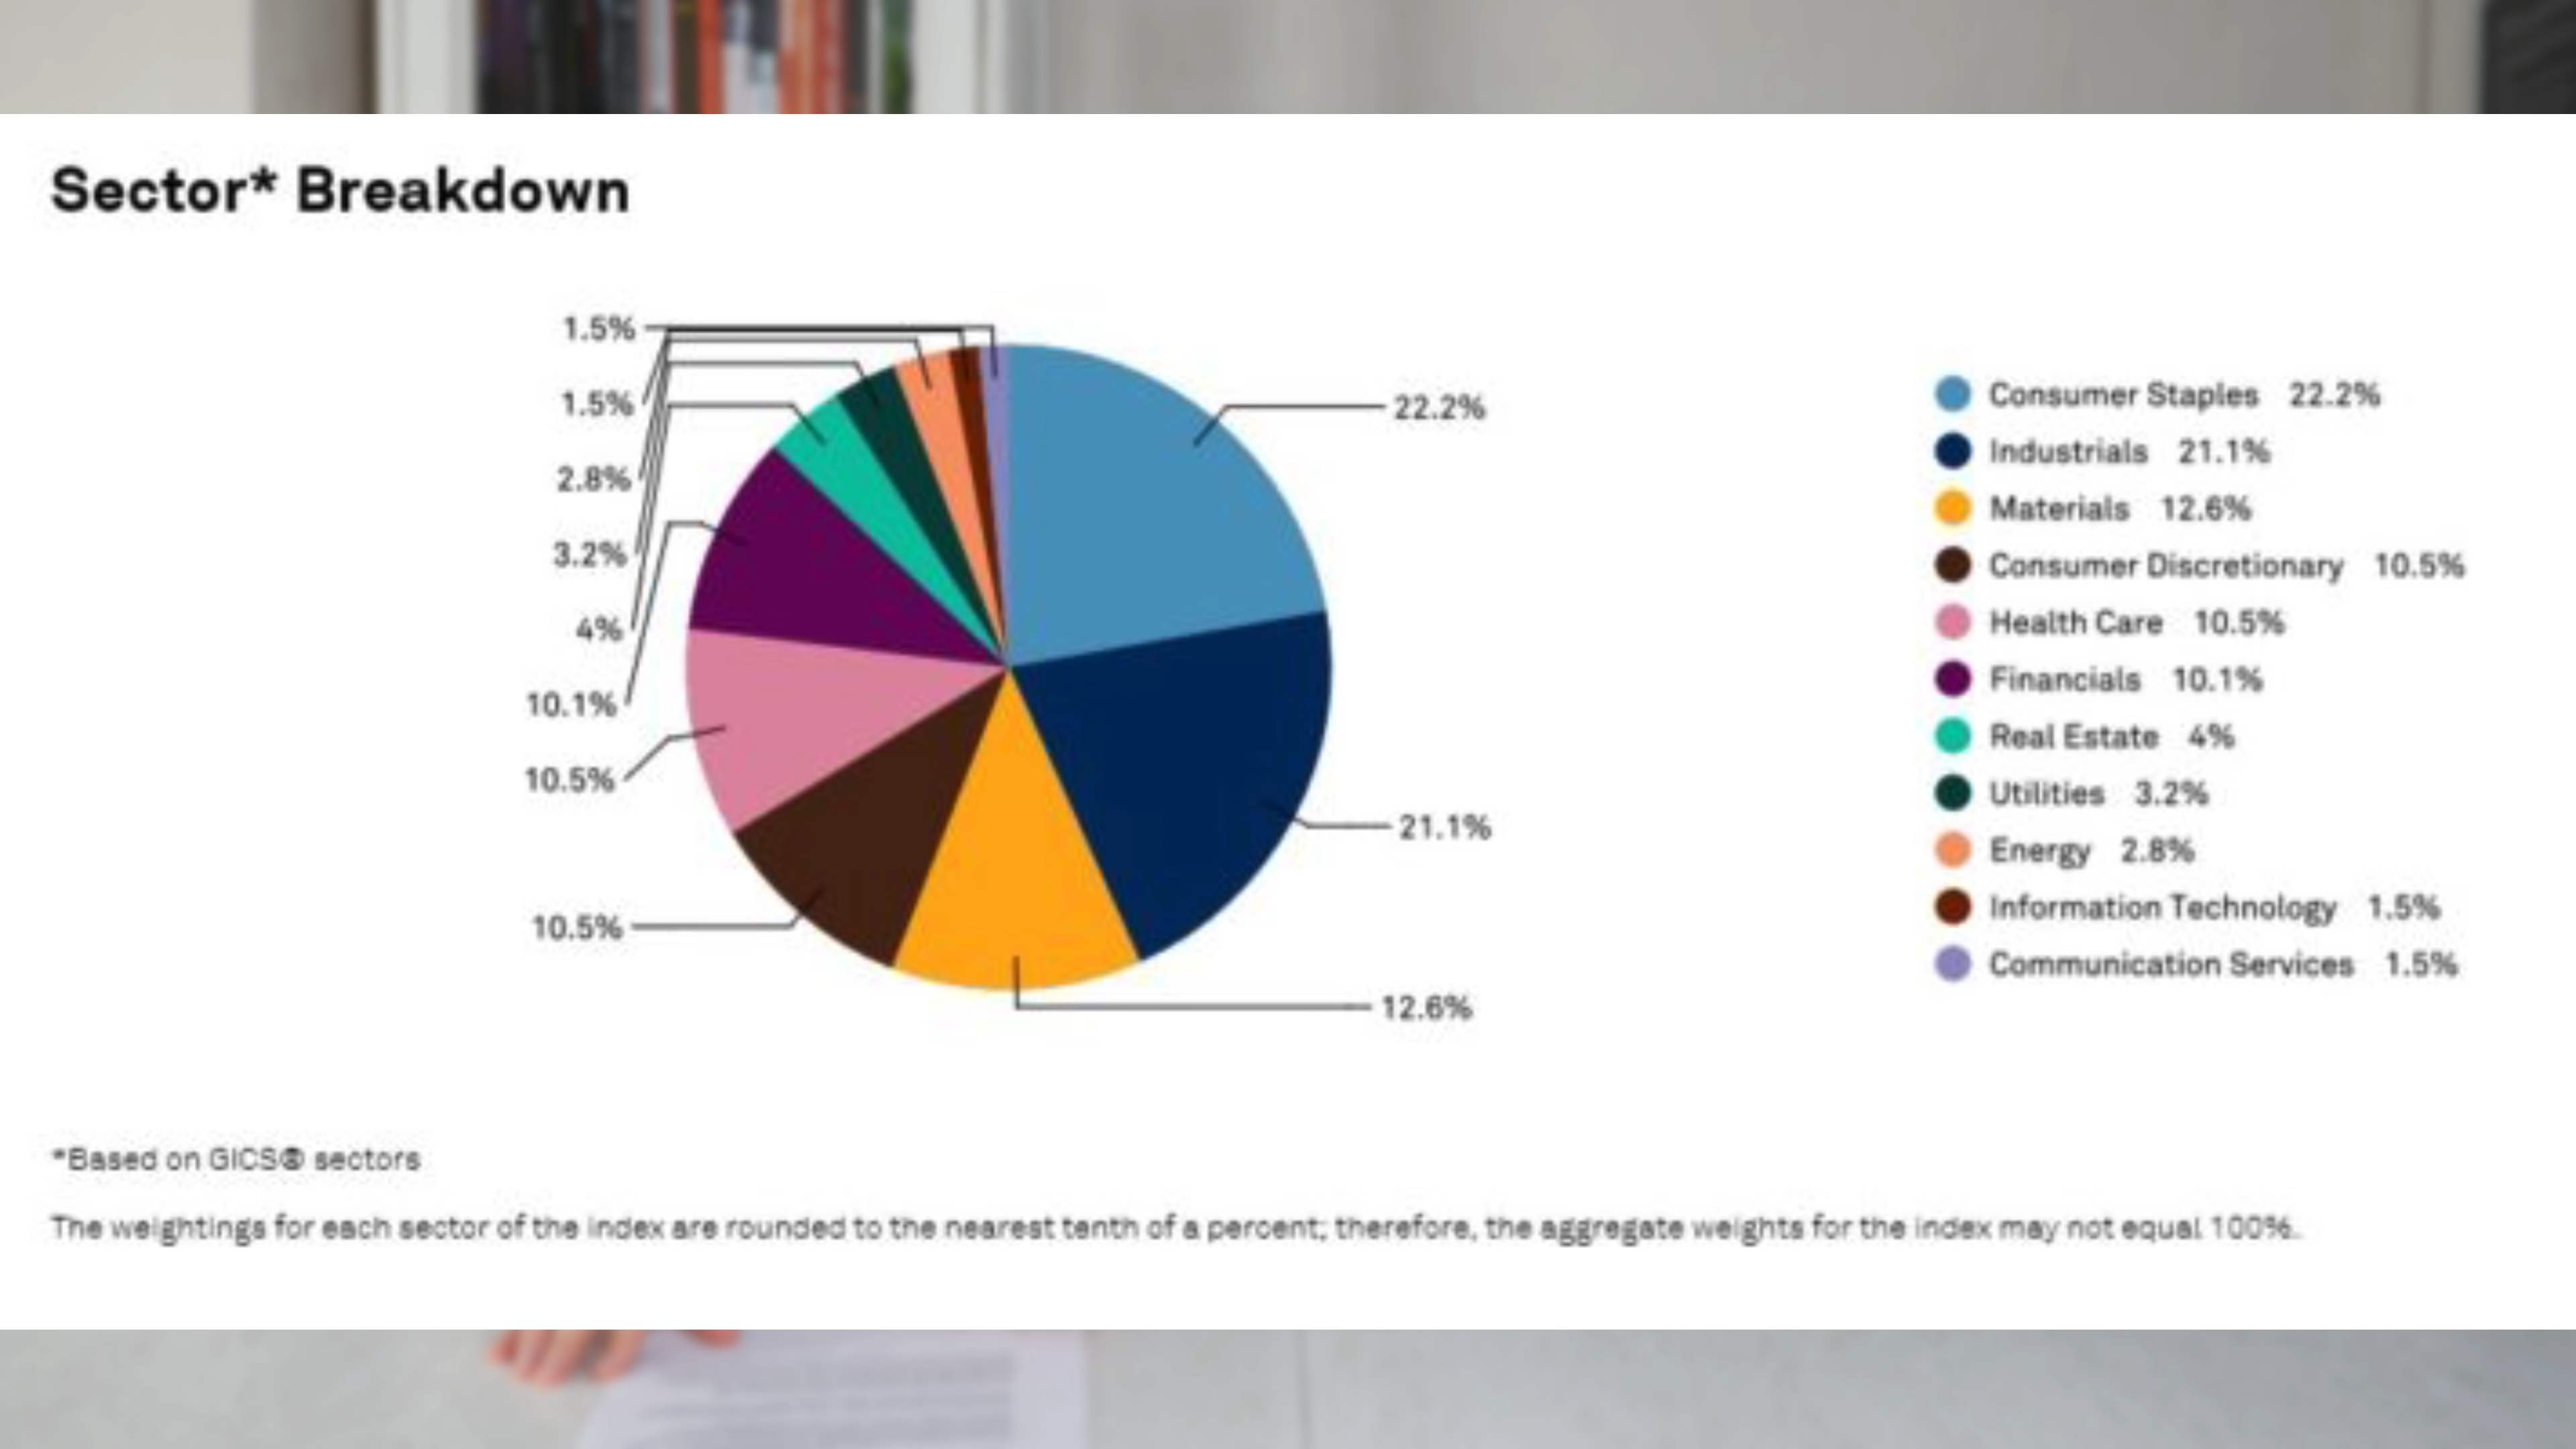 Sector* Breakdown
1.5%
1.5%
2.8%
3.2%
4%
10.1%
10.5%
10.5%
22.2%
21.1%
12.6%
Consumer Staples 22.2%
Industrials 21.1%
Materials 12.6%
Consumer Discretionary 10.5%
Health Care 10.5%
Financials 10.1%
Real Estate 4%
Utilities 3.2%
Energy 2.8%
Information Technology 1.5%
Communication Services 1.5%
*Based on GICS® sectors
The weightings for each sector of the index are rounded to the nearest tenth of a percent; therefore, the aggregate weights for the index may not equal 100%.